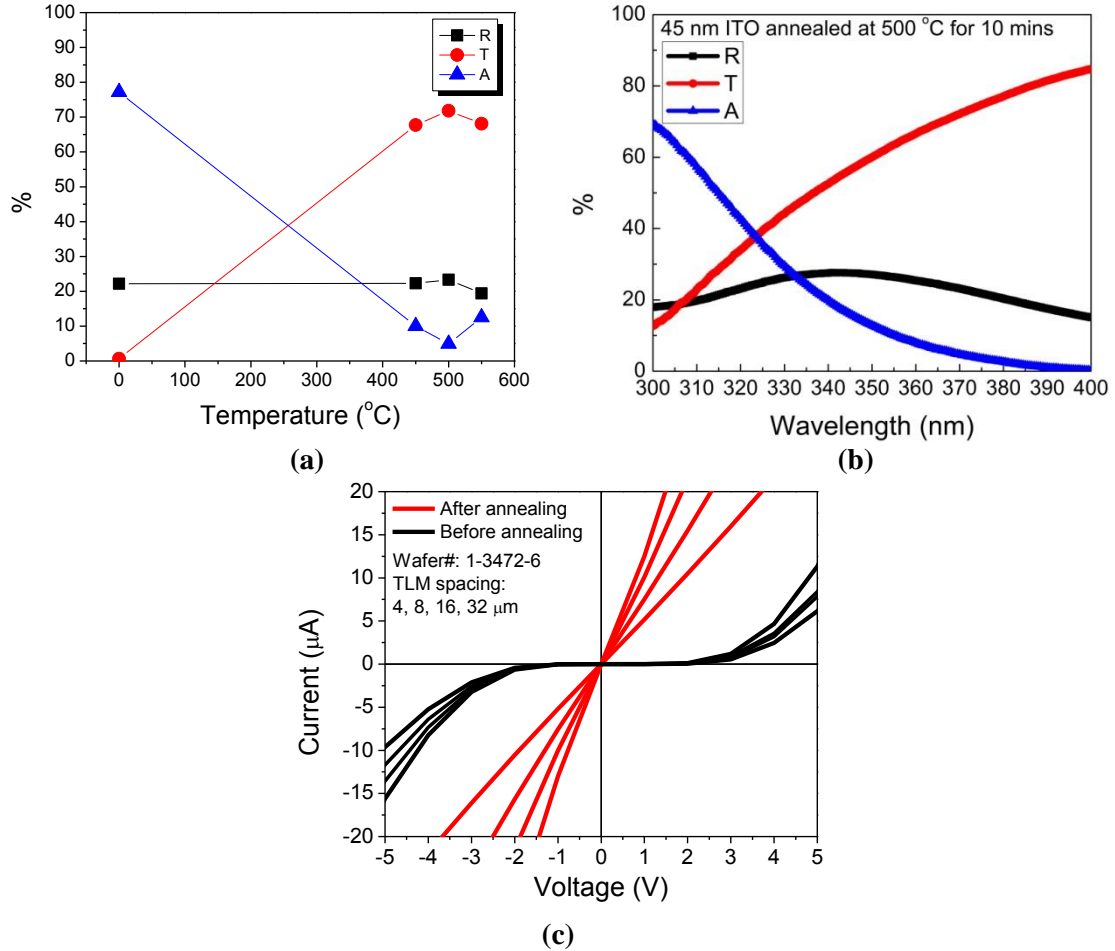 100
90
80
70
60
50
40
30
20
10
0
%
R
T
A
0 100 200 300 400 500 600
Temperature (°C)
(a)
100
80
60
40
20
0
%
45 nm ITO annealed at 500 °C for 10 mins
R
T
A
300 310 320 330 340 350 360 370 380 390 400
Wavelength (nm)
(b)
20
15
10
5
0
-5
-10
-15
-20
Current (μA)
After annealing
Before annealing
Wafer#: 1-3472-6
TLM spacing:
4, 8, 16, 32 μm
-5 -4 -3 -2 -1 0 1 2 3 4 5
Voltage (V)
(c)